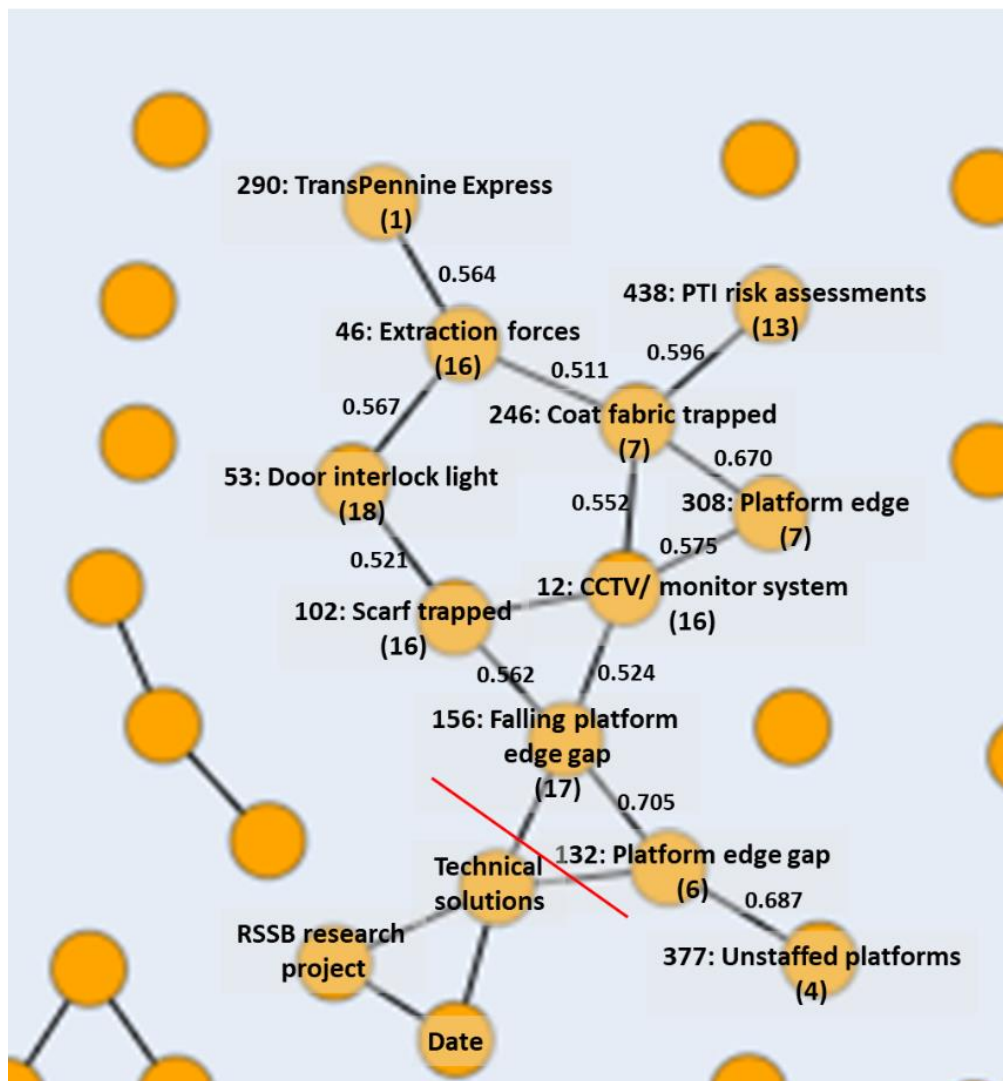 290: TransPennine Express
(1)
0.564
438: PTI risk assessments
(13)
46: Extraction forces
(16)
0.511
0.596
0.567
246: Coat fabric trapped
(7)
0.670
53: Door interlock light
(18)
0.552
308: Platform edge
(7)
0.575
0.521
12: CCTV/ monitor system
(16)
102: Scarf trapped
(16)
0.562
0.524
156: Falling platform
edge gap
(17)
0.705
132: Platform edge gap
(6)
Technical
solutions
0.687
RSSB research
project
377: Unstaffed platforms
(4)
Date